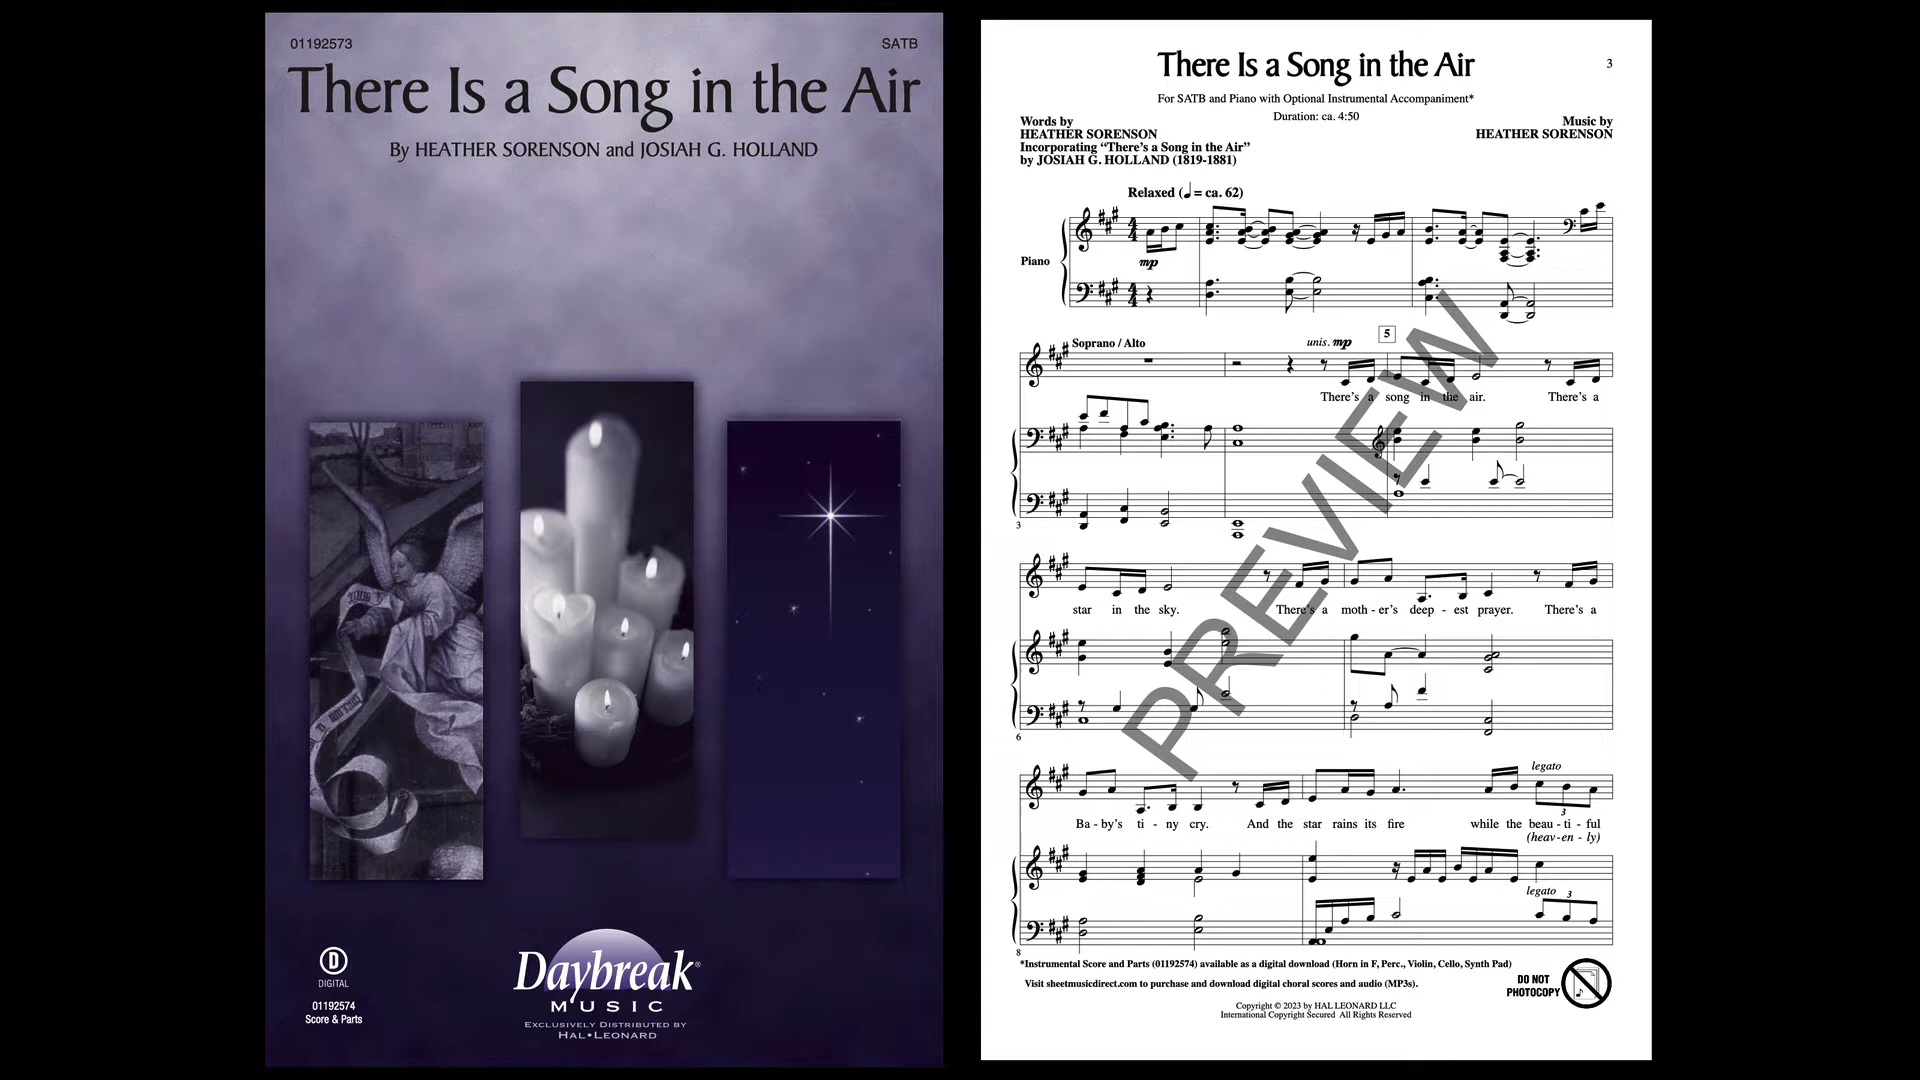 01192573
SATB
There Is a Song in the Air
By HEATHER SORENSON and JOSIAH G. HOLLAND
D
DIGITAL
01192574
Score & Parts
Daybreak®
MUSIC
EXCLUSIVELY DISTRIBUTED BY
HAL•LEONARD
There Is a Song in the Air
3
For SATB and Piano with Optional Instrumental Accompaniment*
Duration: ca. 4:50
Words by
HEATHER SORENSON
Incorporating “There’s a Song in the Air”
by JOSIAH G. HOLLAND (1819-1881)
Music by
HEATHER SORENSON
Relaxed (♩ = ca. 62)
Piano
mp
Soprano / Alto
unis. mp
5
There’s a song in the air. There’s a
3
star in the sky. There’s a moth - er’s deep - est prayer. There’s a
6
legato
Ba - by’s ti - ny cry. And the star rains its fire while the beau - ti - ful
(heav - en - ly)
3
legato 3
8
PREVIEW
*Instrumental Score and Parts (01192574) available as a digital download (Horn in F, Perc., Violin, Cello, Synth Pad)
Visit sheetmusicdirect.com to purchase and download digital choral scores and audio (MP3s).
DO NOT
PHOTOCOPY
Copyright © 2023 by HAL LEONARD LLC
International Copyright Secured All Rights Reserved